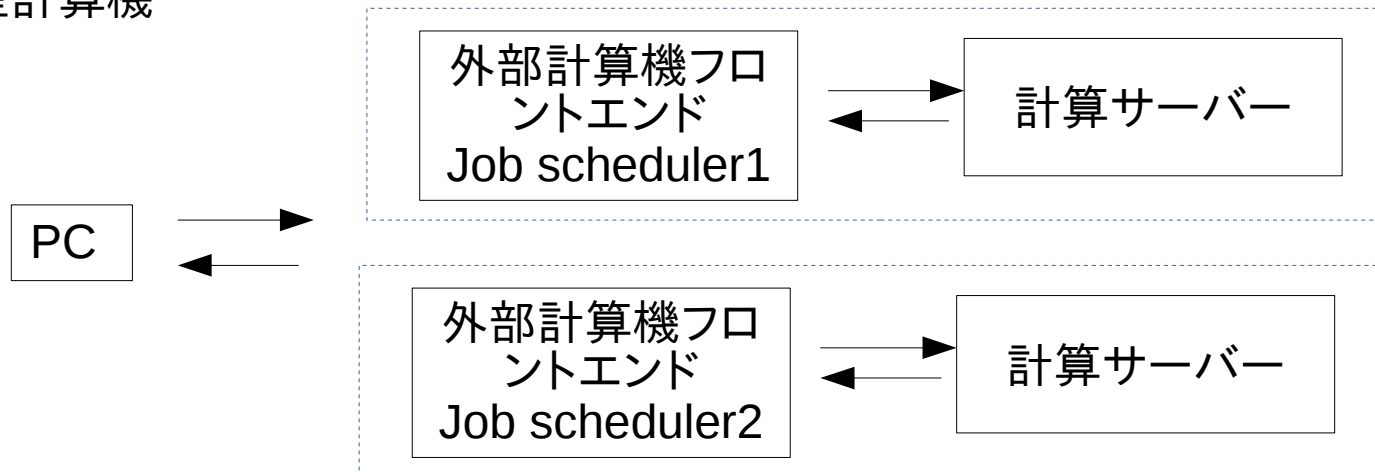 計算機
外部計算機フロ
ントエンド
Job scheduler1
計算サーバー
PC
外部計算機フロ
ントエンド
Job scheduler2
計算サーバー